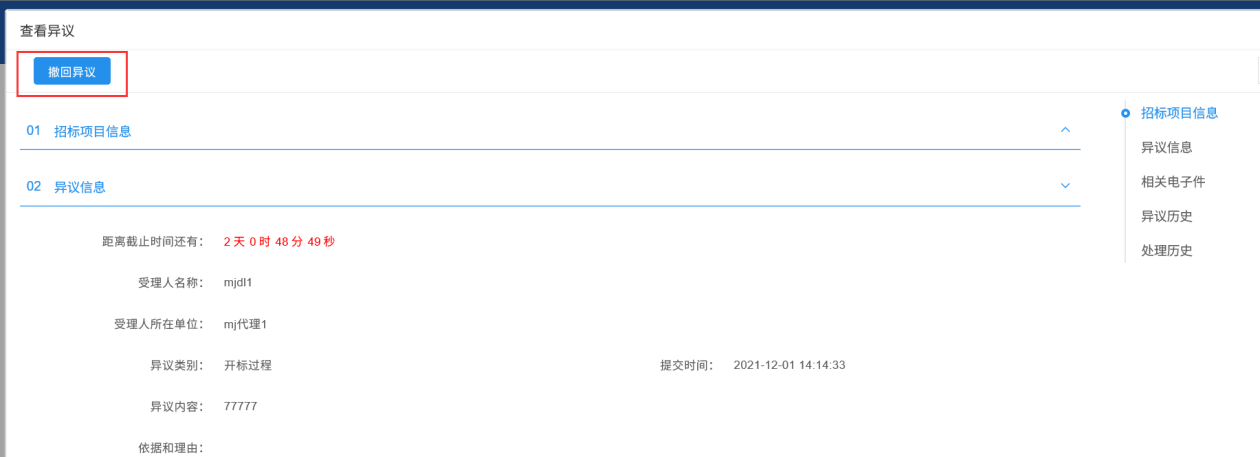 查看异议
撤回异议
01 招标项目信息
02 异议信息
距离截止时间还有： 2 天 0 时 48 分 49 秒
受理人名称： mjdl1
受理人所在单位： mj代理1
异议类别： 开标过程 提交时间： 2021-12-01 14:14:33
异议内容： 77777
依据和理由：
招标项目信息
异议信息
相关电子件
异议历史
处理历史